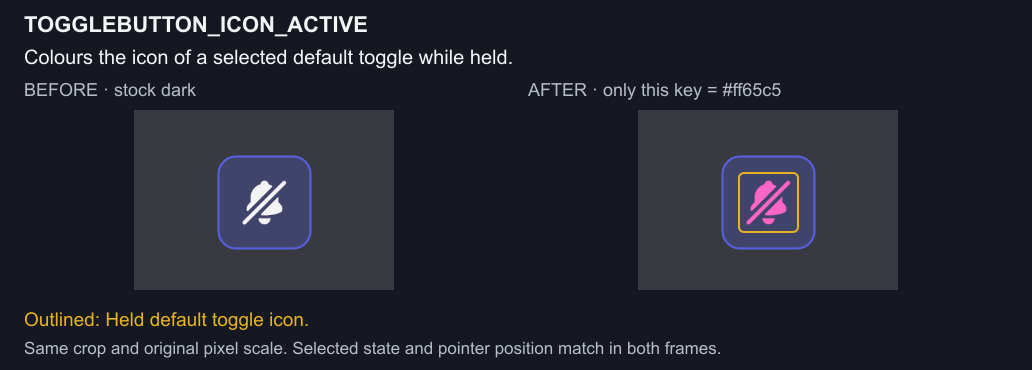 TOGGLEBUTTON_ICON_ACTIVE
Colours the icon of a selected default toggle while held.
BEFORE · stock dark
AFTER · only this key = #ff65c5
Outlined: Held default toggle icon.
Same crop and original pixel scale. Selected state and pointer position match in both frames.